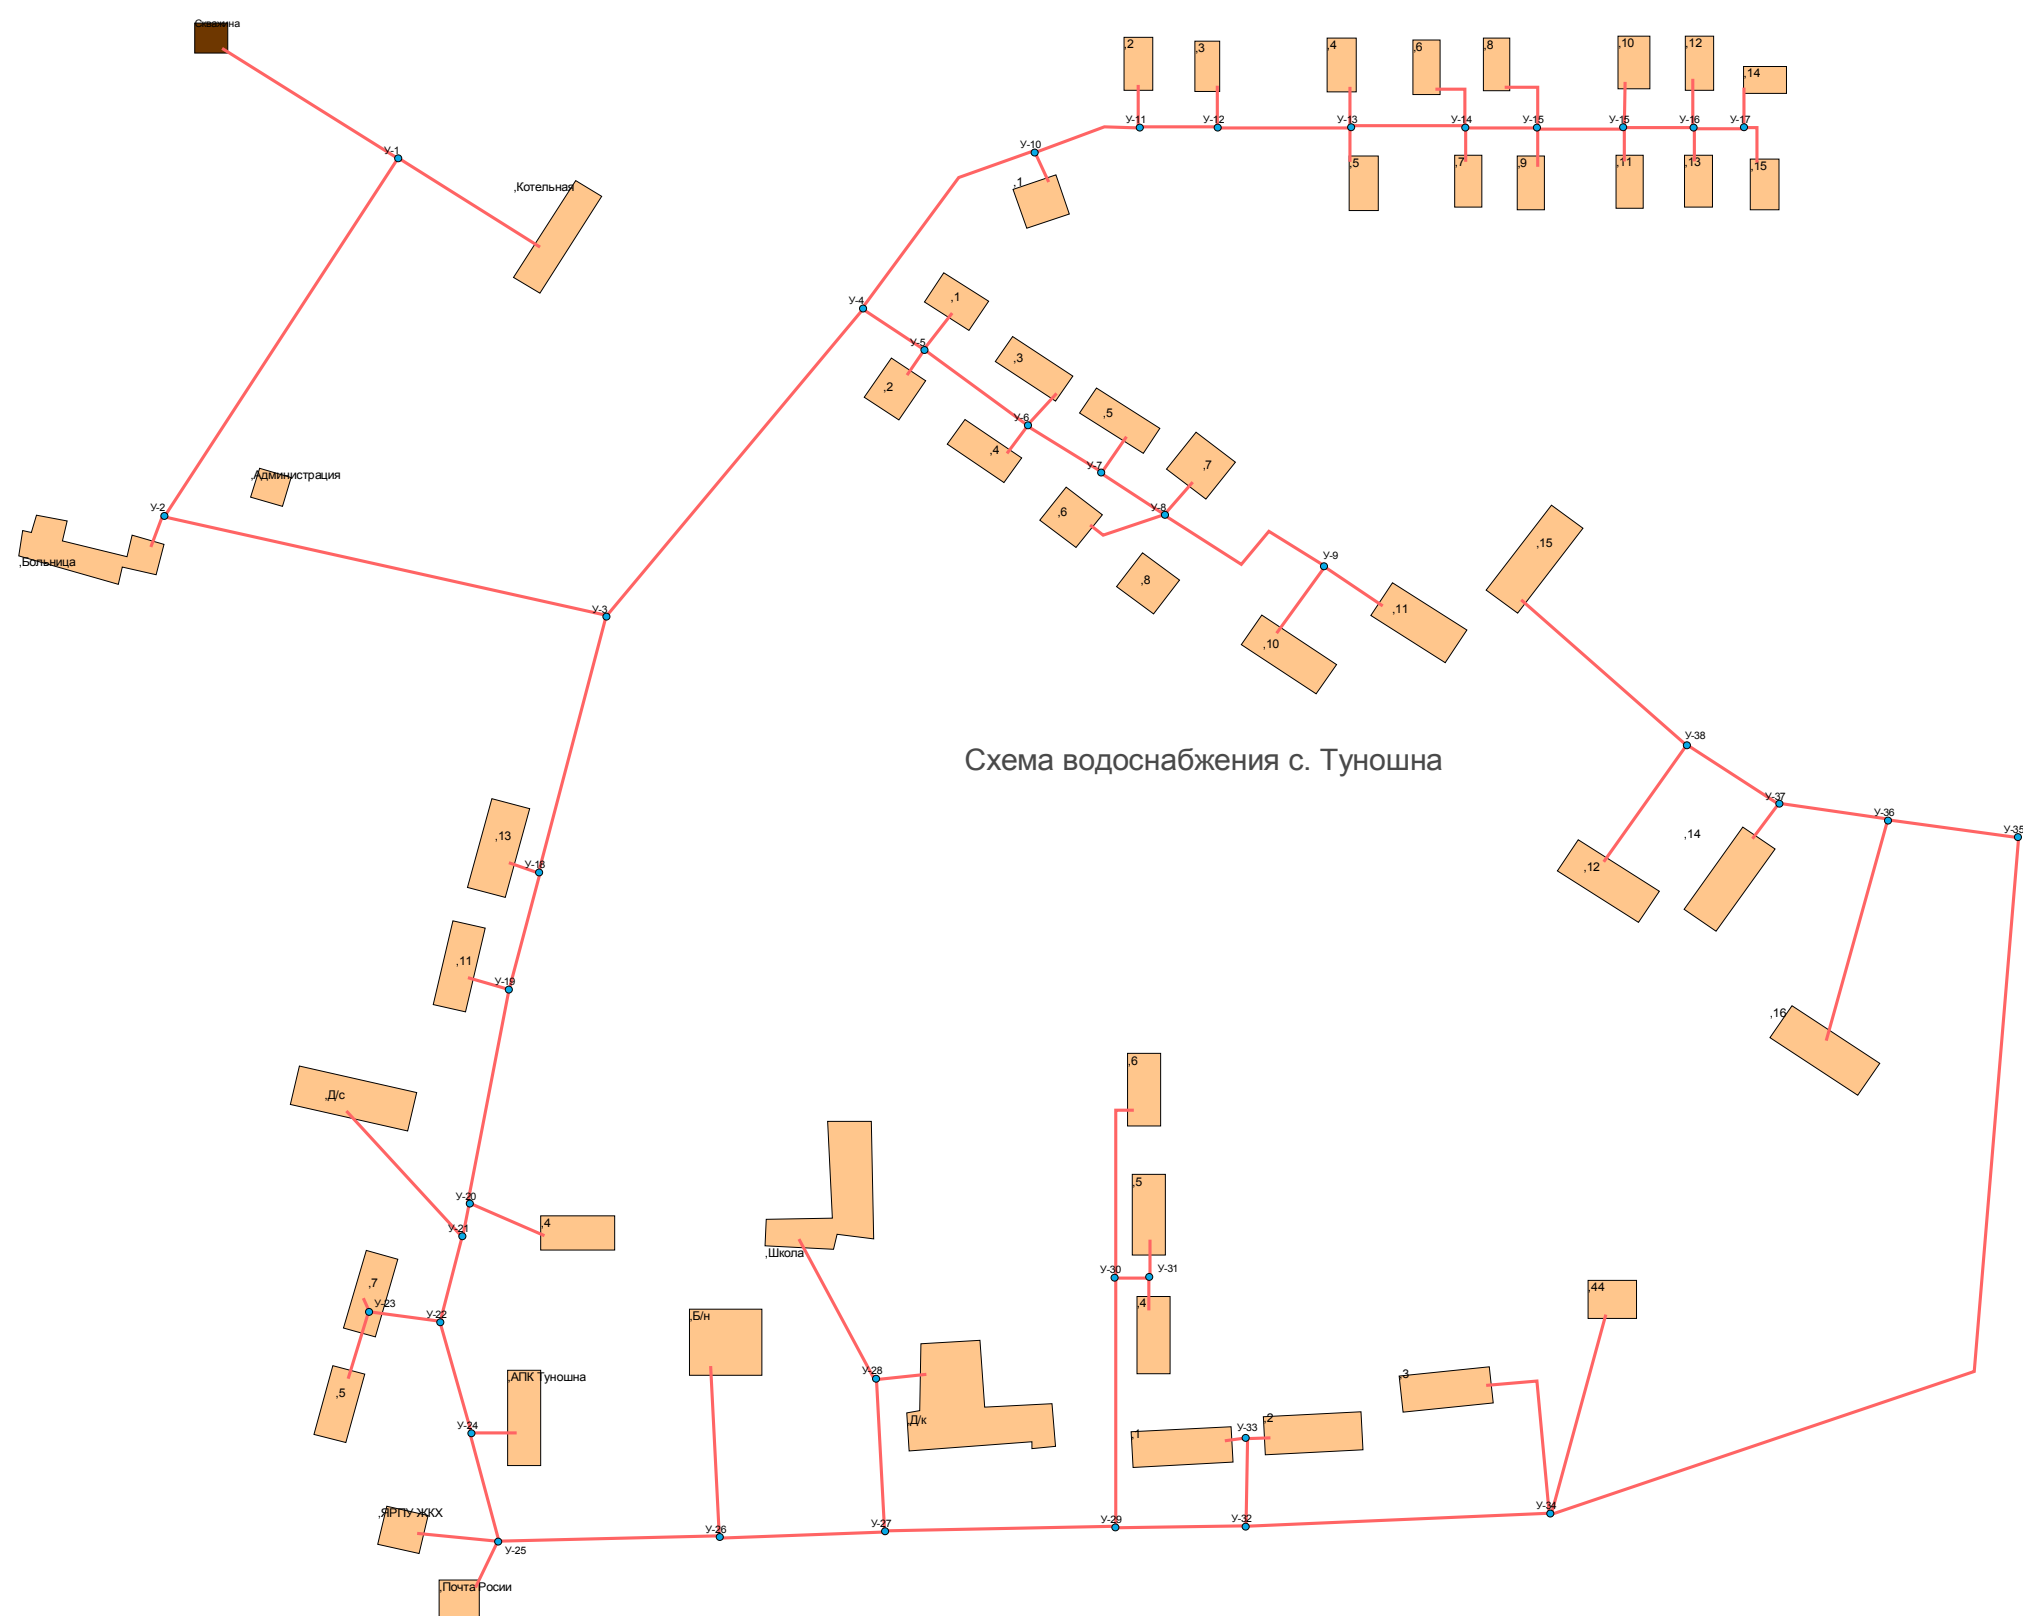 Скважина
,2
,3
,4
,6
,8
,10
,12
,14
У-11
У-12
У-13
У-14
У-15
У-15
У-16
У-17
У-10
У-1
,Котельная
,1
,5
,7
,9
,11
,13
,15
У-4
,1
У-5
,2
,3
У-6
,4
,5
У-7
,7
У-8
,6
,8
У-9
,10
,11
,15
,Администрация
У-2
,Больница
У-3
Схема водоснабжения с. Туношна
У-38
У-37
У-36
У-35
,14
,12
,16
,13
У-18
,11
У-19
,Д/с
У-20
У-21
,4
,7
У-23
У-22
,5
,АПК Туношна
У-24
,ЯРПУ ЖКХ
У-25
,Почта Росии
,Школа
,Б/н
У-28
,Д/к
У-26
У-27
,6
,5
У-30
У-31
,4
,1
У-33
,2
У-29
У-32
,3
,44
У-34